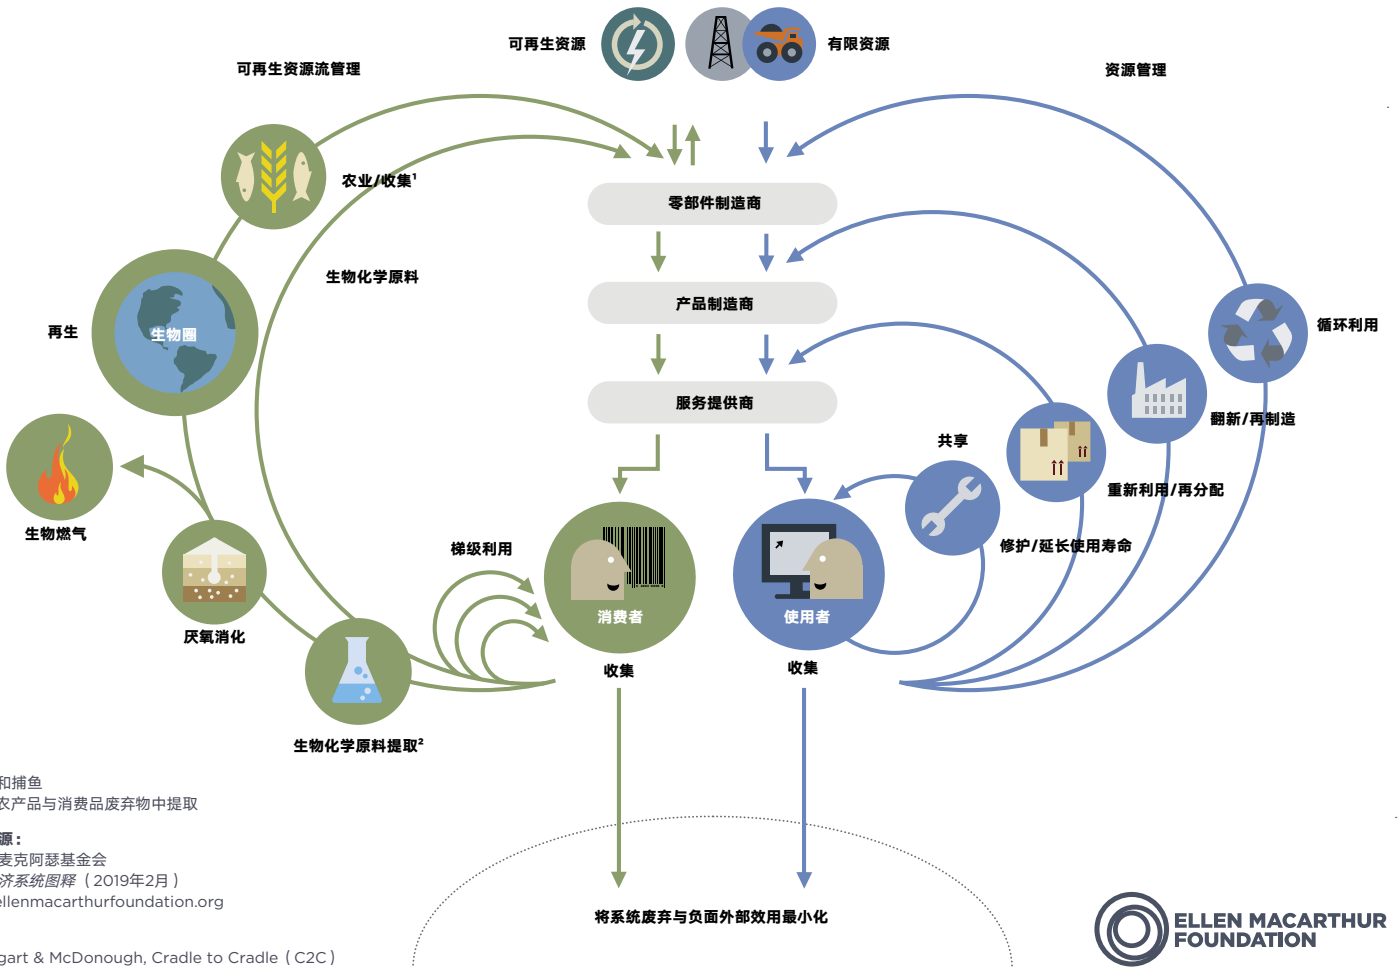 可再生资源
有限资源
可再生资源流管理
资源管理
农业/收集¹
零部件制造商
生物化学原料
产品制造商
再生
生物圈
循环利用
服务提供商
翻新/再制造
共享
重新利用/再分配
生物燃气
梯级利用
修护/延长使用寿命
消费者
使用者
厌氧消化
收集
收集
生物化学原料提取²
和捕鱼
农产品与消费品废弃物中提取
源：
麦克阿瑟基金会
济系统图释（2019年2月）
ellenmacarthurfoundation.org
将系统废弃与负面外部效用最小化
ELLEN MACARTHUR
FOUNDATION
gart & McDonough, Cradle to Cradle（C2C）